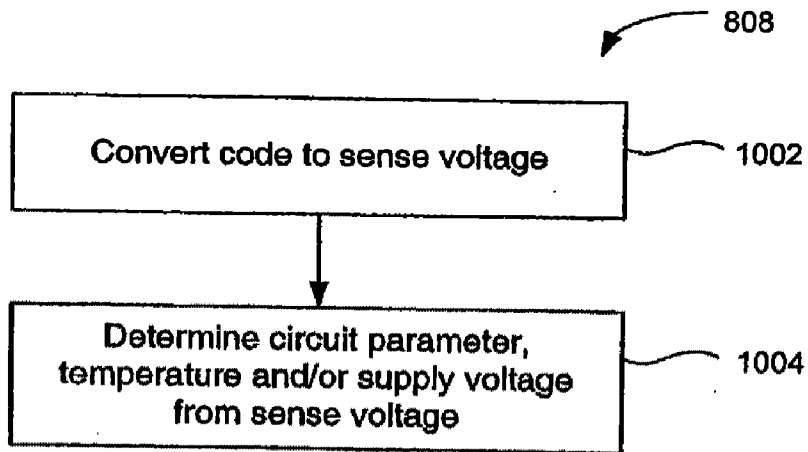 808
Convert code to sense voltage
1002
Determine circuit parameter,
temperature and/or supply voltage
from sense voltage
1004